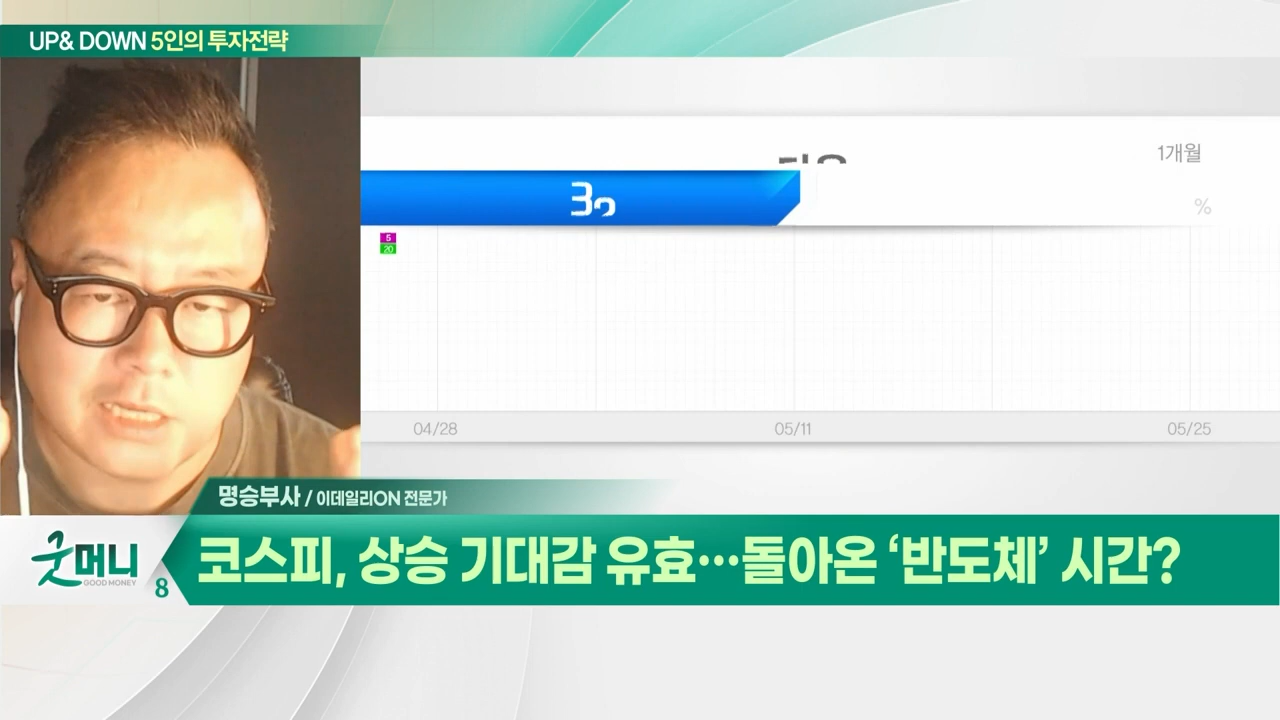 UP& DOWN 5인의 투자전략
1개월
%
5
20
04/28
05/11
05/25
명승부사 / 이데일리ON 전문가
굿머니
GOOD MONEY
8
코스피, 상승 기대감 유효…돌아온 ‘반도체’ 시간?